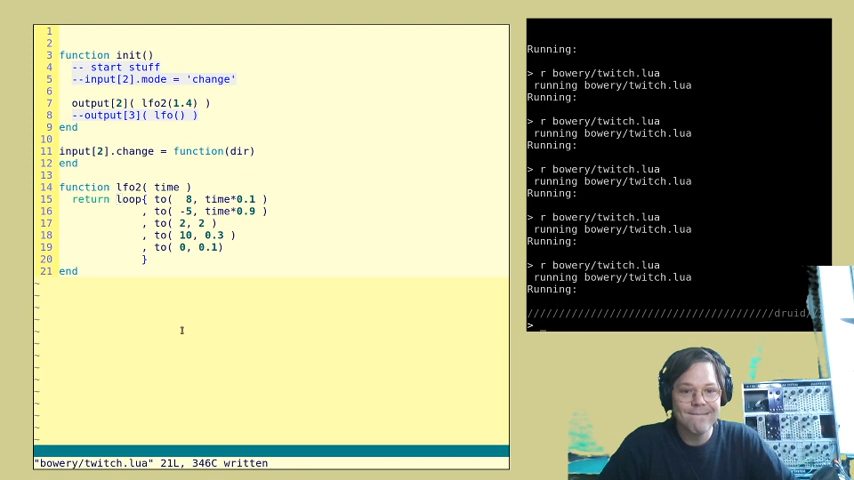 1
2
3 function init()
4 -- start stuff
5 --input[2].mode = 'change'
6
7 output[2]( lfo2(1.4) )
8 --output[3]( lfo() )
9 end
10
11 input[2].change = function(dir)
12 end
13
14 function lfo2( time )
15 return loop{ to(  8, time*0.1 )
16 , to( -5, time*0.9 )
17 , to( 2, 2 )
18 , to( 10, 0.3 )
19 , to( 0, 0.1)
20 }
21 end
~
~
~
~
~
~
~
~
~
~
~
~
~
~
"bowery/twitch.lua" 21L, 346C written
Running:
> r bowery/twitch.lua
running bowery/twitch.lua
Running:
> r bowery/twitch.lua
running bowery/twitch.lua
Running:
> r bowery/twitch.lua
running bowery/twitch.lua
Running:
> r bowery/twitch.lua
running bowery/twitch.lua
Running:
> r bowery/twitch.lua
running bowery/twitch.lua
Running:
///////////////////////////////////////druid/
> _